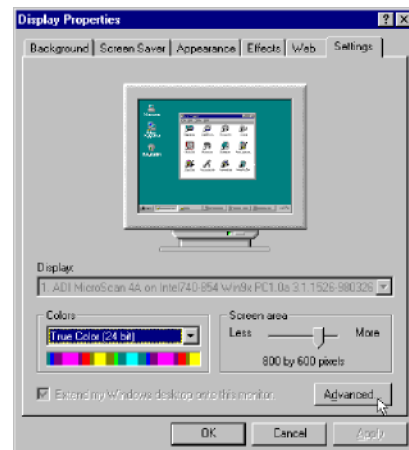 Display Properties
Background Screen Saver Appearance Effects Web Settings
Display:
1. ADI MicroScan 4A on Intel740-854 Win9x PC1.0a 3.1.1526-980326
Colors
Screen area
True Color (24 bit)
Less More
800 by 600 pixels
Extend my Windows desktop onto this monitor.
Advanced...
OK Cancel Apply